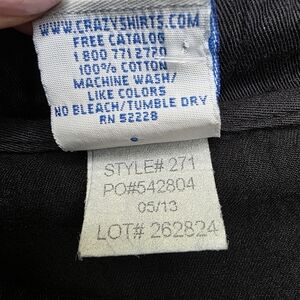 WWW.CRAZYSHIRTS.COM
FREE CATALOG
1 800 771 2720
100% COTTON
MACHINE WASH/
LIKE COLORS
NO BLEACH/TUMBLE DRY
RN 52228
STYLE# 271
PO#542804
05/13
LOT# 262824